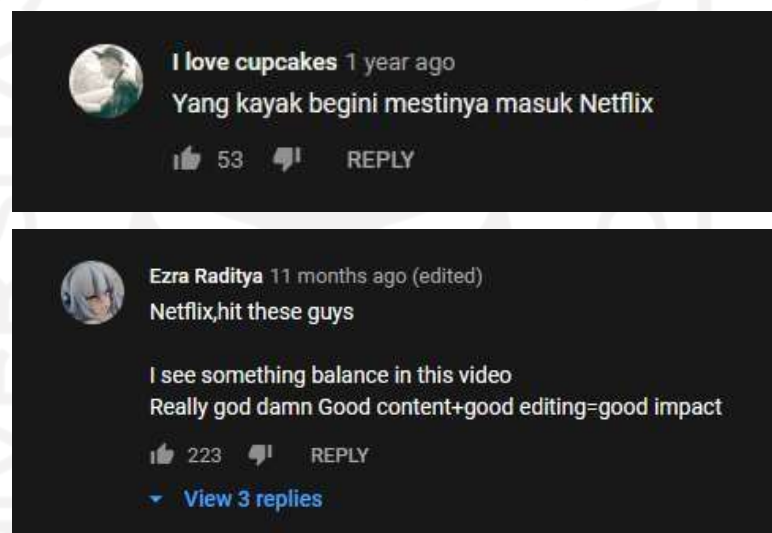 I love cupcakes 1 year ago
Yang kayak begini mestinya masuk Netflix
53 REPLY
Ezra Raditya 11 months ago (edited)
Netflix,hit these guys
I see something balance in this video
Really god damn Good content+good editing=good impact
223 REPLY
View 3 replies